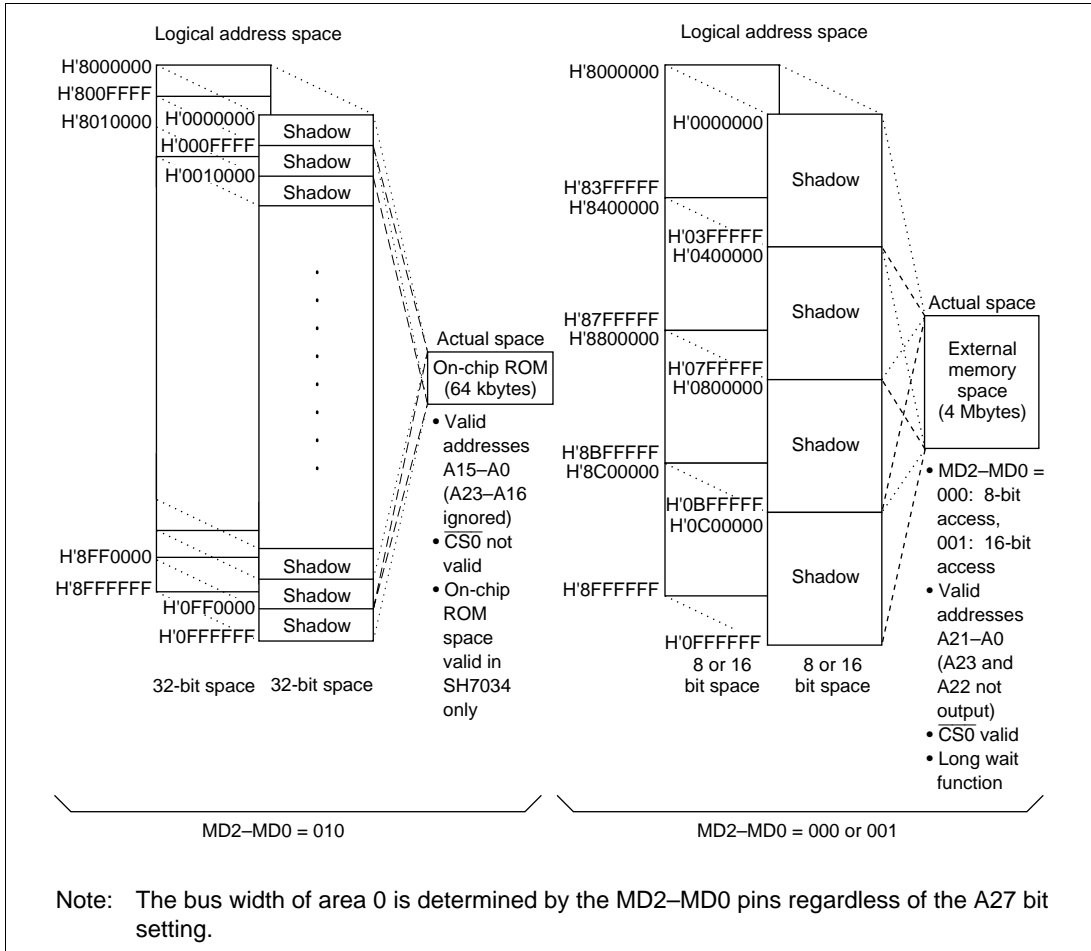 Logical address space
H'8000000
H'800FFFF
H'8010000
H'0000000
H'000FFFF
H'0010000
Shadow
Shadow
Shadow
Actual space
On-chip ROM
(64 kbytes)
• Valid
addresses
A15–A0
(A23–A16
ignored)
• CS0 not
valid
• On-chip
ROM
space
valid in
SH7034
only
H'8FF0000
H'8FFFFFF
H'0FF0000
H'0FFFFFF
Shadow
Shadow
Shadow
32-bit space
32-bit space
MD2–MD0 = 010
Logical address space
H'8000000
H'0000000
H'83FFFFF
H'8400000
H'03FFFFF
H'0400000
H'87FFFFF
H'8800000
H'07FFFFF
H'0800000
H'8BFFFFF
H'8C00000
H'0BFFFFF
H'0C00000
H'8FFFFFF
H'0FFFFFF
Shadow
Shadow
Shadow
Shadow
8 or 16
bit space
8 or 16
bit space
Actual space
External
memory
space
(4 Mbytes)
• MD2–MD0 =
000: 8-bit
access,
001: 16-bit
access
• Valid
addresses
A21–A0
(A23 and
A22 not
output)
• CS0 valid
• Long wait
function
MD2–MD0 = 000 or 001
Note: The bus width of area 0 is determined by the MD2–MD0 pins regardless of the A27 bit
setting.